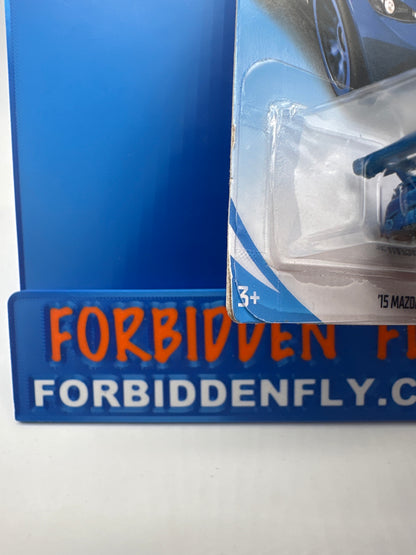 3+
'15 MAZDA
FORBIDDEN F
FORBIDDENFLY.C